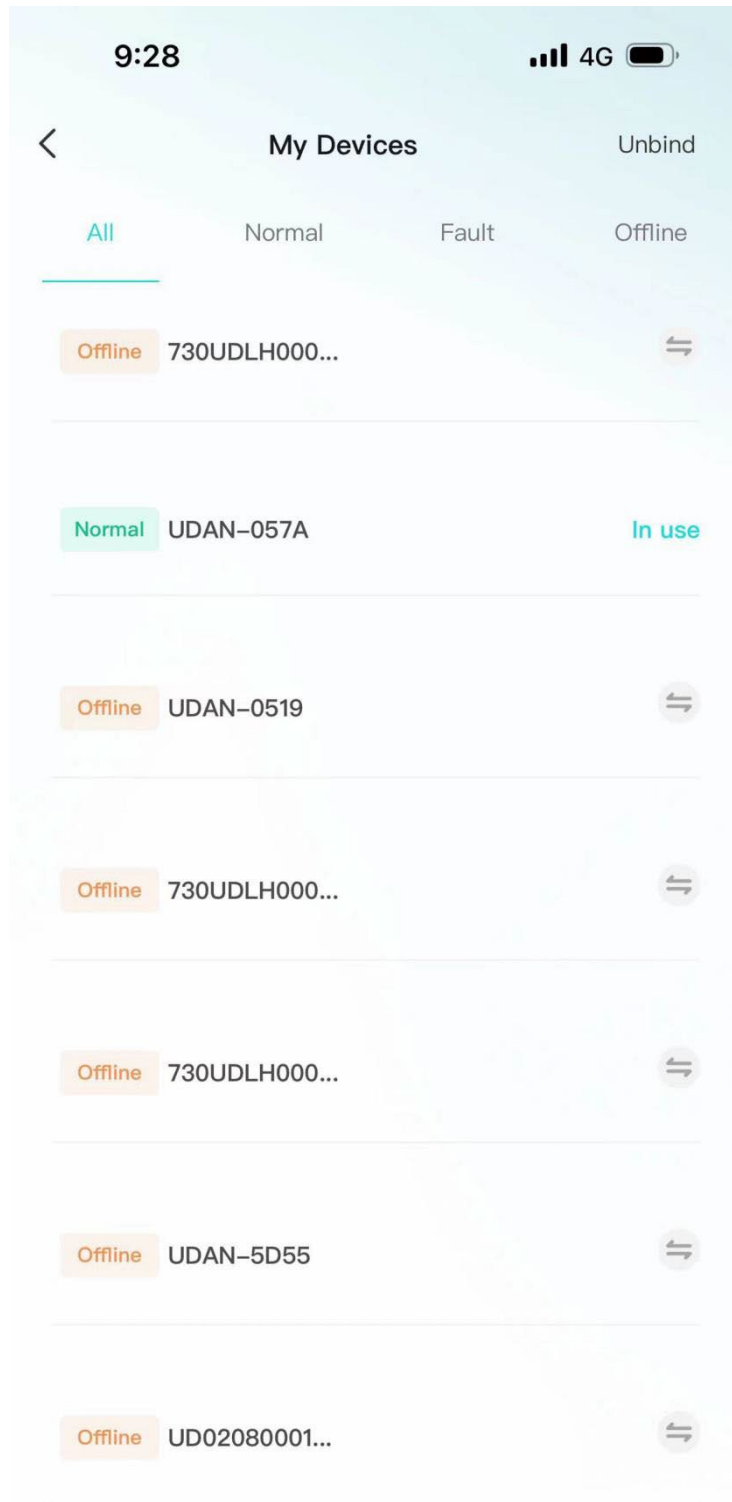 9:28 4G
My Devices Unbind
All Normal Fault Offline
Offline 730UDLH000...
Normal UDAN-057A In use
Offline UDAN-0519
Offline 730UDLH000...
Offline 730UDLH000...
Offline UDAN-5D55
Offline UD02080001...